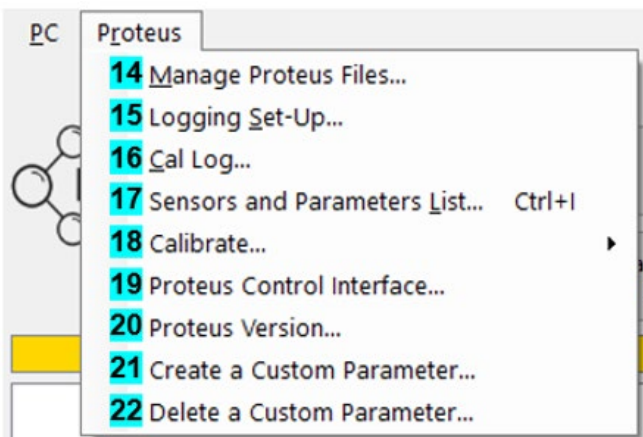 PC Proteus
14 Manage Proteus Files...
15 Logging Set-Up...
16 Cal Log...
17 Sensors and Parameters List... Ctrl+I
18 Calibrate...
19 Proteus Control Interface...
20 Proteus Version...
21 Create a Custom Parameter...
22 Delete a Custom Parameter...